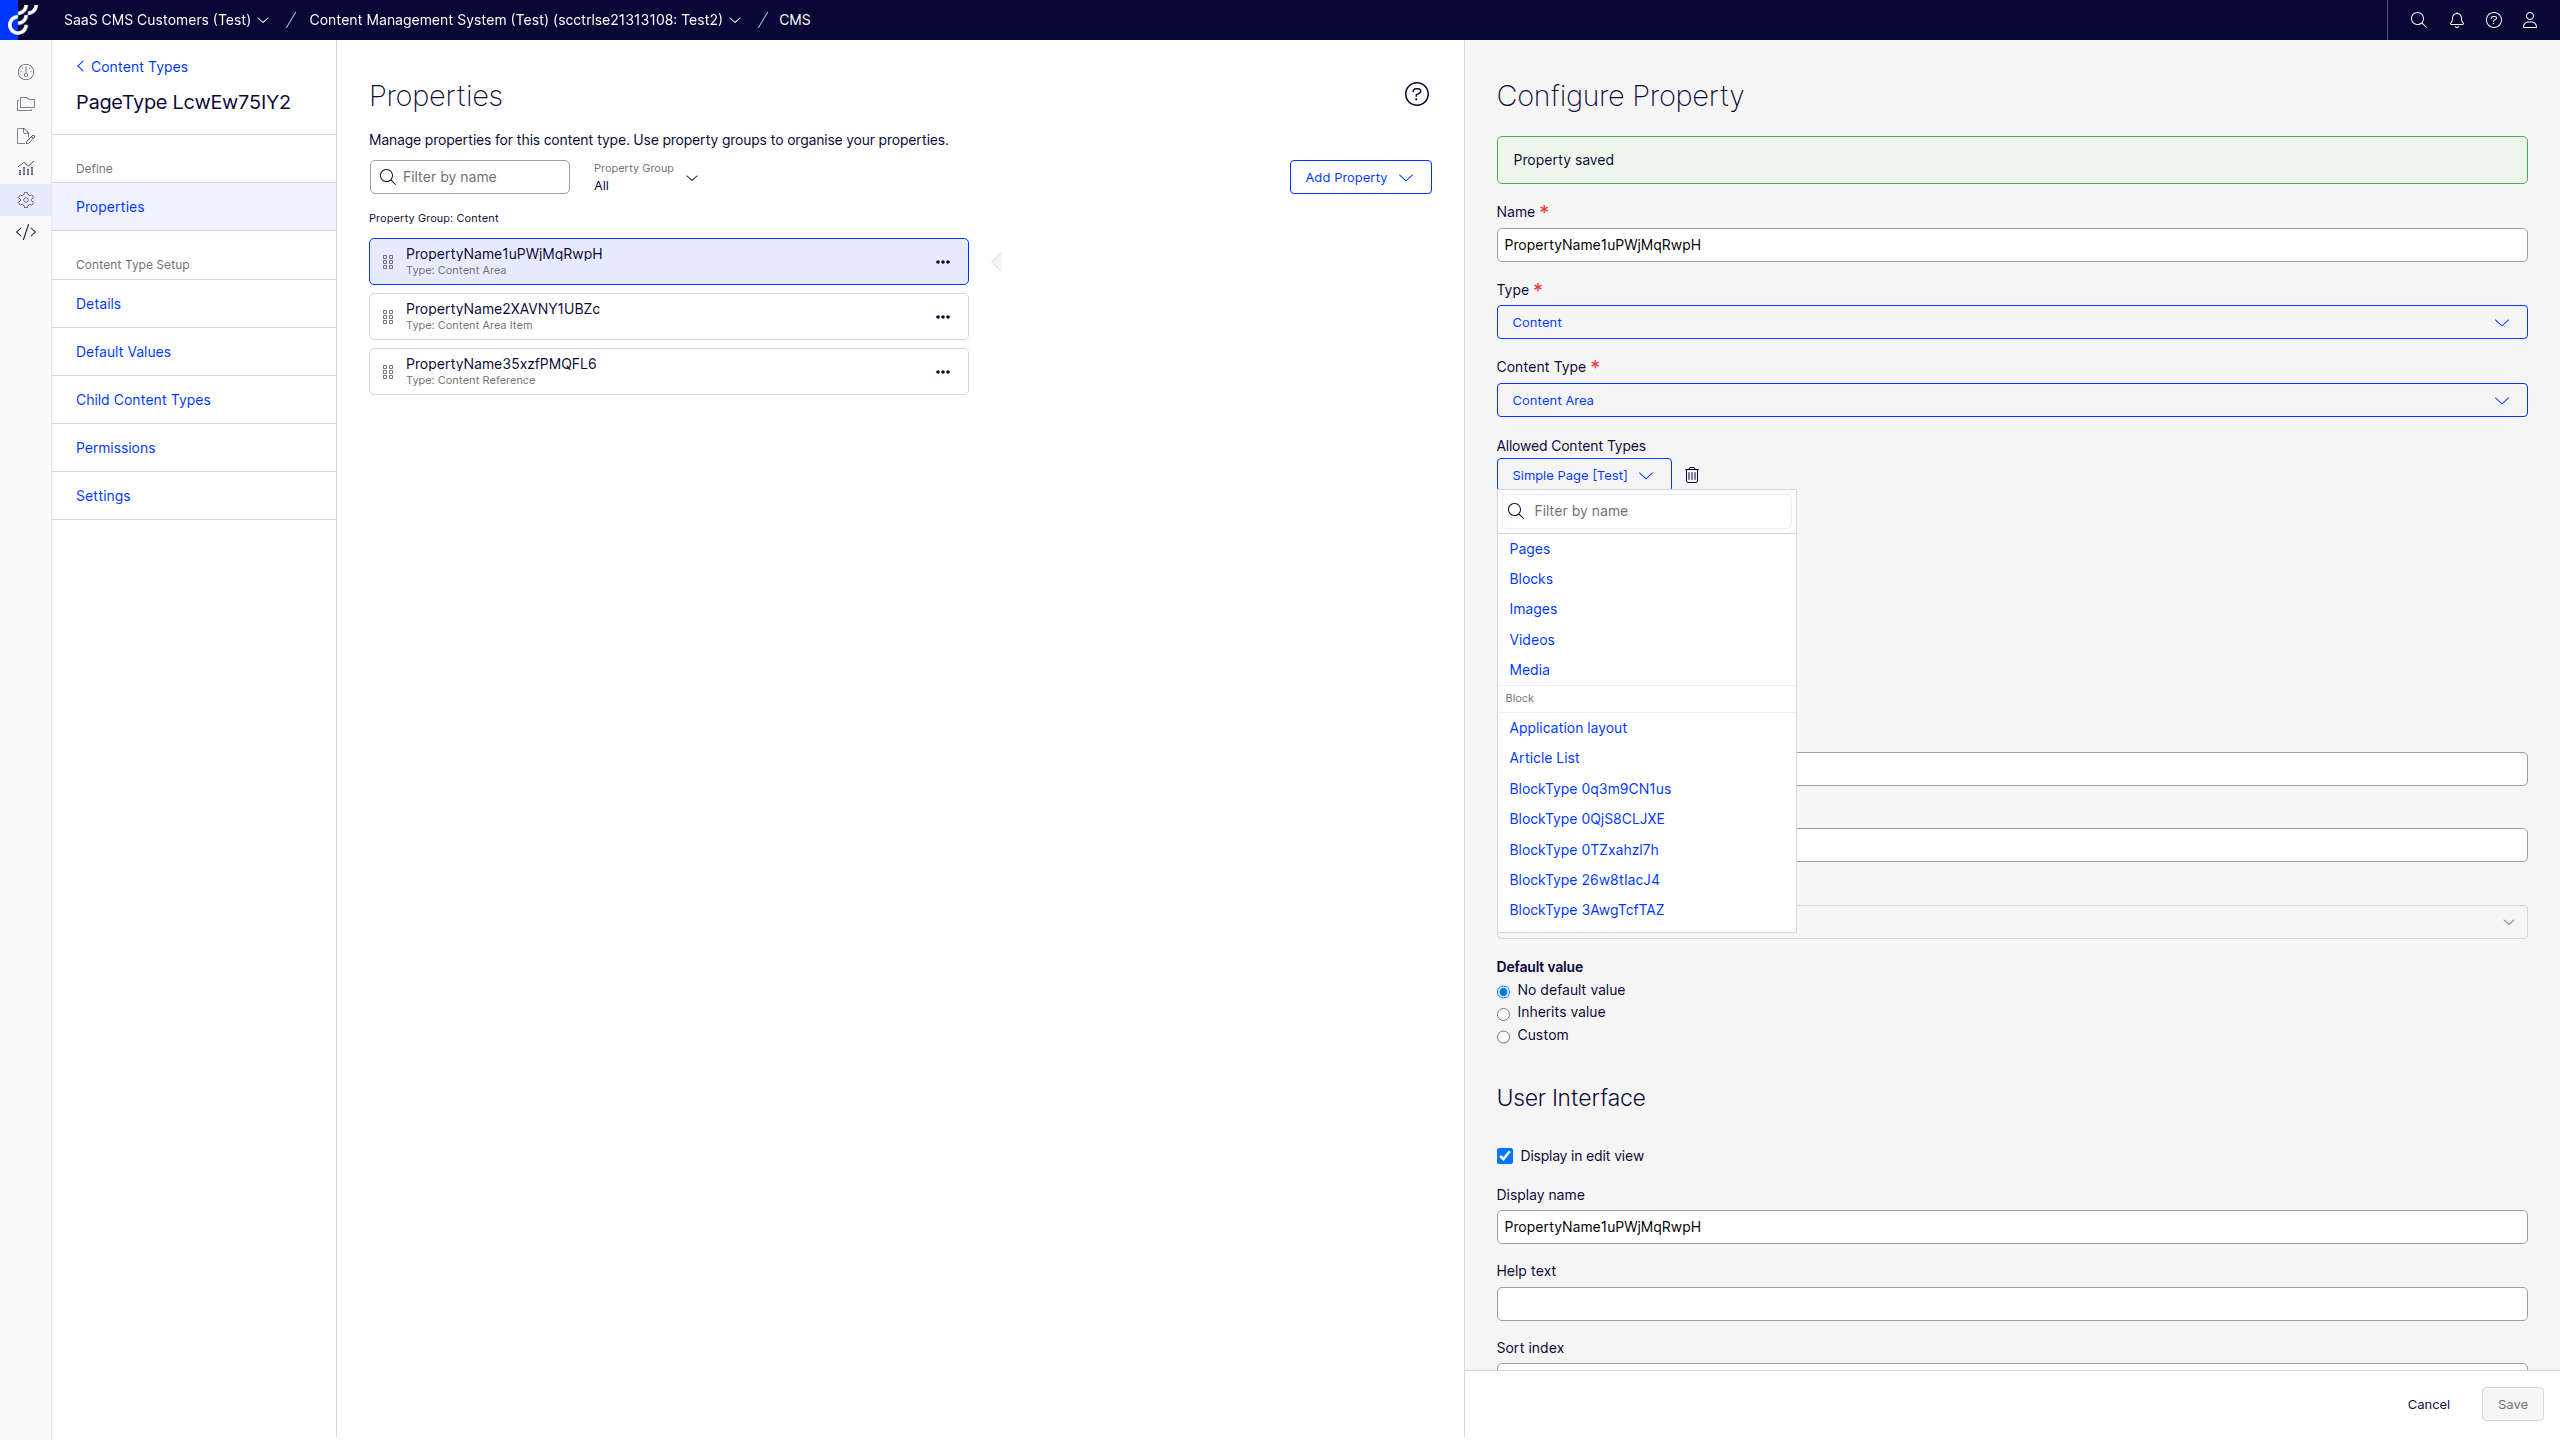 SaaS CMS Customers (Test) / Content Management System (Test) (scctrlse21313108: Test2) / CMS
Content Types
PageType LcwEw75IY2
Define
Properties
Content Type Setup
Details
Default Values
Child Content Types
Permissions
Settings
Properties
Manage properties for this content type. Use property groups to organise your properties.
Filter by name
Property Group
All
Add Property
Property Group: Content
PropertyName1uPWjMqRwpH
Type: Content Area
PropertyName2XAVNY1UBZc
Type: Content Area Item
PropertyName35xzfPMQFL6
Type: Content Reference
Configure Property
Property saved
Name *
PropertyName1uPWjMqRwpH
Type *
Content
Content Type *
Content Area
Allowed Content Types
Simple Page [Test]
Filter by name
Pages
Blocks
Images
Videos
Media
Block
Application layout
Article List
BlockType 0q3m9CN1us
BlockType 0QjS8CLJXE
BlockType 0TZxahzl7h
BlockType 26w8tIacJ4
BlockType 3AwgTcfTAZ
Default value
No default value
Inherits value
Custom
User Interface
Display in edit view
Display name
PropertyName1uPWjMqRwpH
Help text
Sort index
Cancel
Save